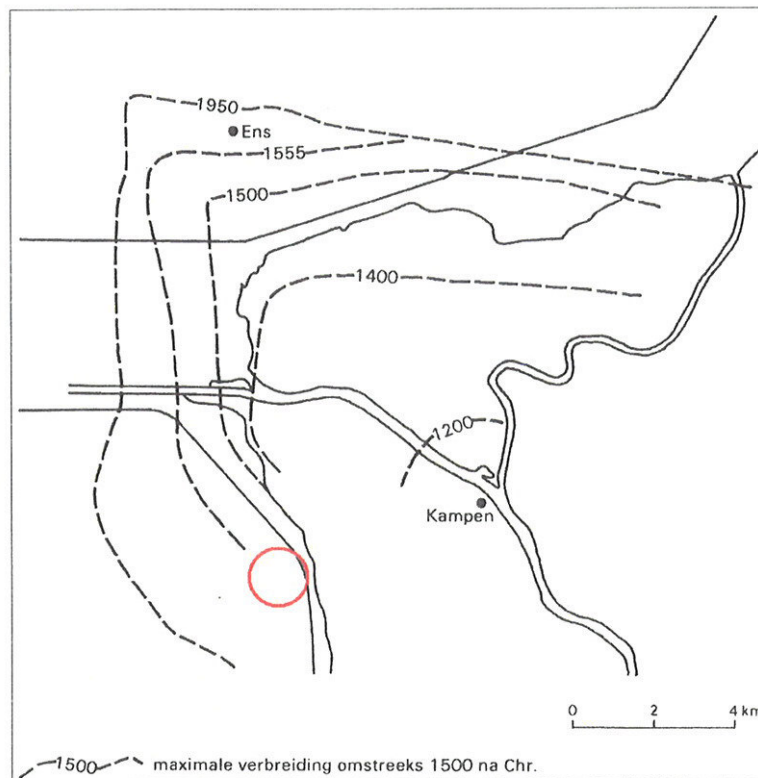 1950
Ens
1555
1500
1400
1200
Kampen
0 2 4 km
1500 maximale verbreiding omstreeks 1500 na Chr.